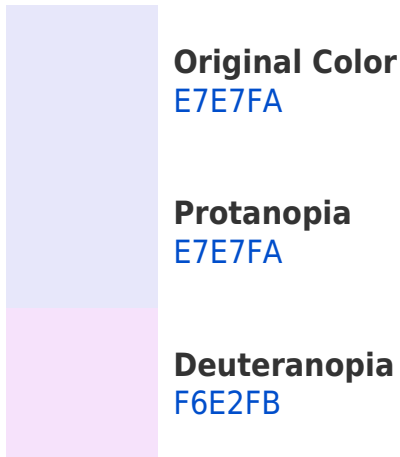 Original Color
E7E7FA
Protanopia
E7E7FA
Deuteranopia
F6E2FB